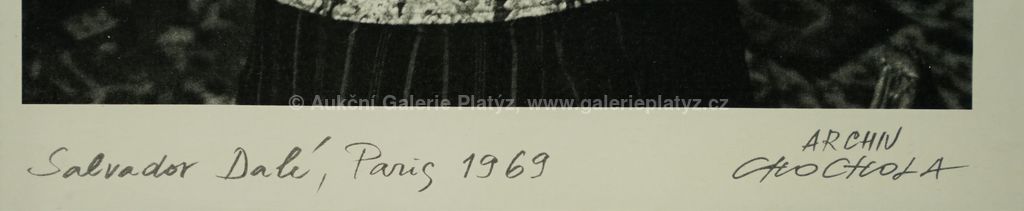 © Aukční Galerie Platýz, www.galerieplatyz.cz
Salvador Dalí, Paris 1969
ARCHIV
CHOCHOLA